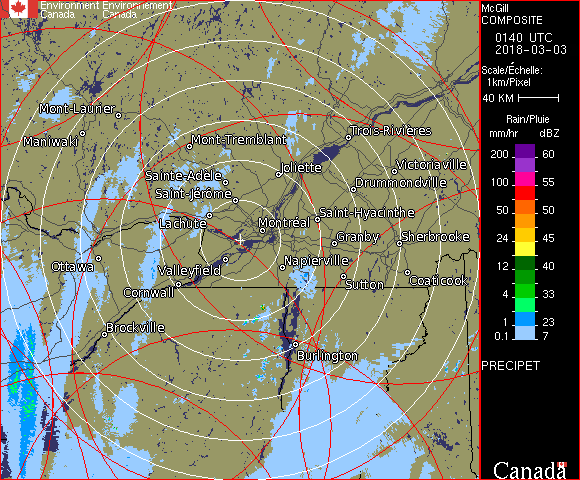 Environment Environnement
Canada Canada
McGill
COMPOSITE
0140 UTC
2018-03-03
Scale/Échelle:
1km/Pixel
40 KM
Rain/Pluie
mm/hr dBZ
200 60
155 55
100 55
50 50
24 45
12 40
4 33
1 23
0.1 7
PRECIPET
Canada
Mont-Laurier
Maniwaki
Mont-Tremblant
Trois-Rivières
Joliette
Victoriaville
Sainte-Adèle
Drummondville
Saint-Jérôme
Saint-Hyacinthe
Lachute
Montréal
Granby
Sherbrooke
Ottawa
Valleyfield
Napierville
Cornwall
Sutton
Coaticook
Brockville
Burlington